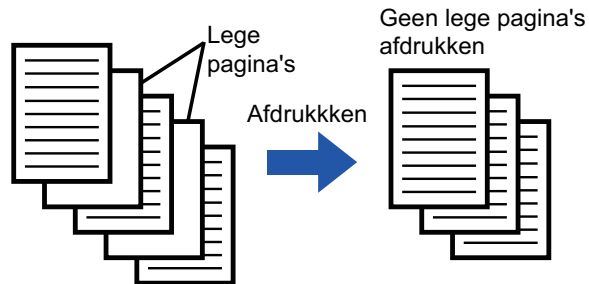 Lege
pagina's
Afdrukkken
Geen lege pagina's
afdrukken